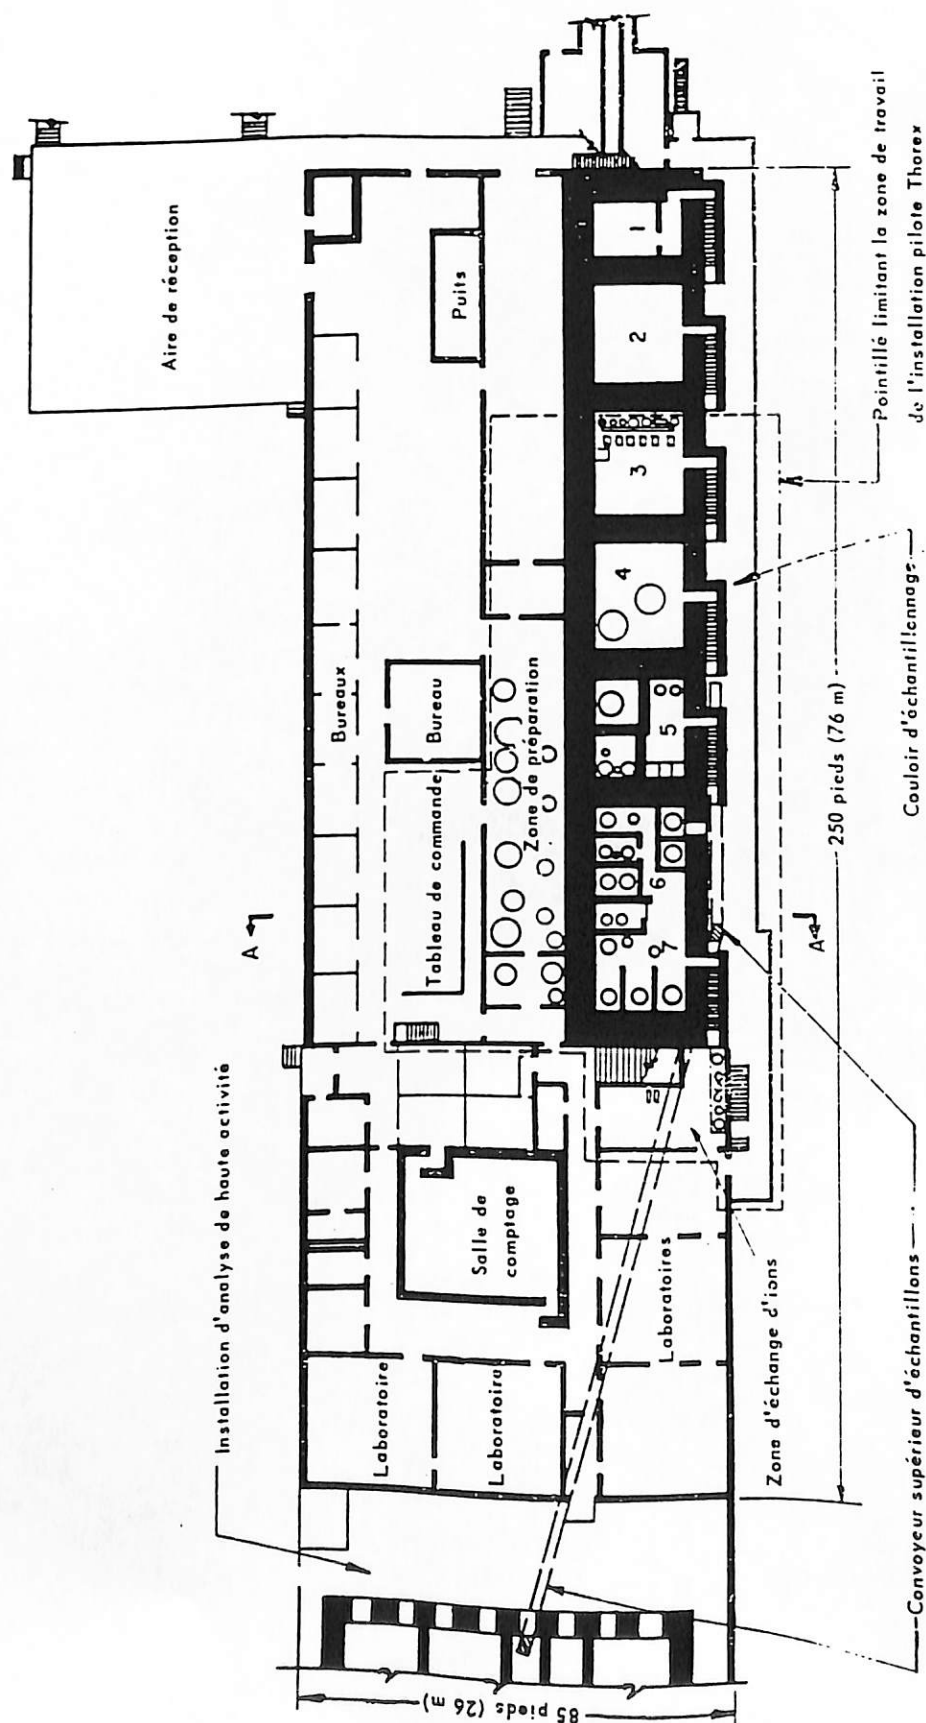 Installation d'analyse de haute activité
Aire de réception
A
Bureaux
Bureau
Puits
Tableau de commande
Zone de préparation
Laboratoire
Laboratoire
Salle de
comptage
Laboratoires
1
2
3
4
5
6
7
A
85 pieds (26 m)
250 pieds (76 m)
Zone d'échange d'ions
Convoyeur supérieur d'échantillons
Couloir d'échantillonnage
Pointillé limitant la zone de travail
de l'installation pilote Thorex